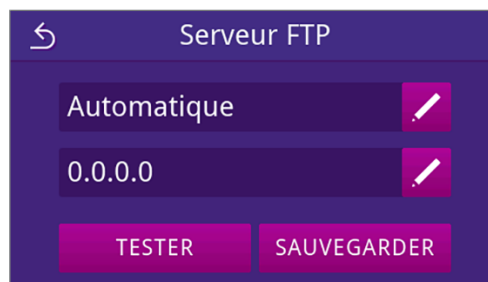 Serveur FTP
Automatique
0.0.0.0
TESTER SAUVEGARDER